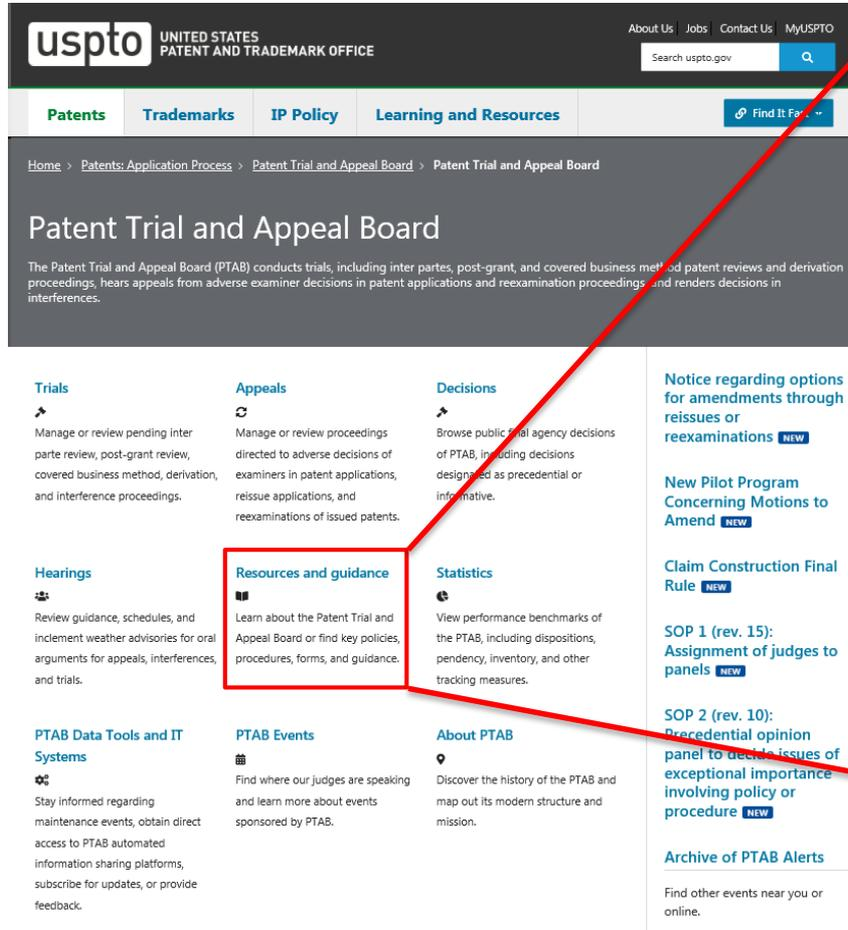 uspto
UNITED STATES
PATENT AND TRADEMARK OFFICE
About Us
Jobs
Contact Us
MyUSPTO
Search uspto.gov
Patents
Trademarks
IP Policy
Learning and Resources
Find It Fast
Home > Patents: Application Process > Patent Trial and Appeal Board > Patent Trial and Appeal Board
Patent Trial and Appeal Board
The Patent Trial and Appeal Board (PTAB) conducts trials, including inter partes, post-grant, and covered business method patent reviews and derivation
proceedings, hears appeals from adverse examiner decisions in patent applications and reexamination proceedings, and renders decisions in
interferences.
Trials
Manage or review pending inter
parte review, post-grant review,
covered business method, derivation,
and interference proceedings.
Appeals
Manage or review proceedings
directed to adverse decisions of
examiners in patent applications,
reissue applications, and
reexaminations of issued patents.
Decisions
Browse public final agency decisions
of PTAB, including decisions
designated as precedential or
informative.
Hearings
Review guidance, schedules, and
inclement weather advisories for oral
arguments for appeals, interferences,
and trials.
Resources and guidance
Learn about the Patent Trial and
Appeal Board or find key policies,
procedures, forms, and guidance.
Statistics
View performance benchmarks of
the PTAB, including dispositions,
pendency, inventory, and other
tracking measures.
PTAB Data Tools and IT
Systems
Stay informed regarding
maintenance events, obtain direct
access to PTAB automated
information sharing platforms,
subscribe for updates, or provide
feedback.
PTAB Events
Find where our judges are speaking
and learn more about events
sponsored by PTAB.
About PTAB
Discover the history of the PTAB and
map out its modern structure and
mission.
Notice regarding options
for amendments through
reissues or
reexaminations NEW
New Pilot Program
Concerning Motions to
Amend NEW
Claim Construction Final
Rule NEW
SOP 1 (rev. 15):
Assignment of judges to
panels NEW
SOP 2 (rev. 10):
Precedential opinion
panel to decide issues of
exceptional importance
involving policy or
procedure NEW
Archive of PTAB Alerts
Find other events near you or
online.